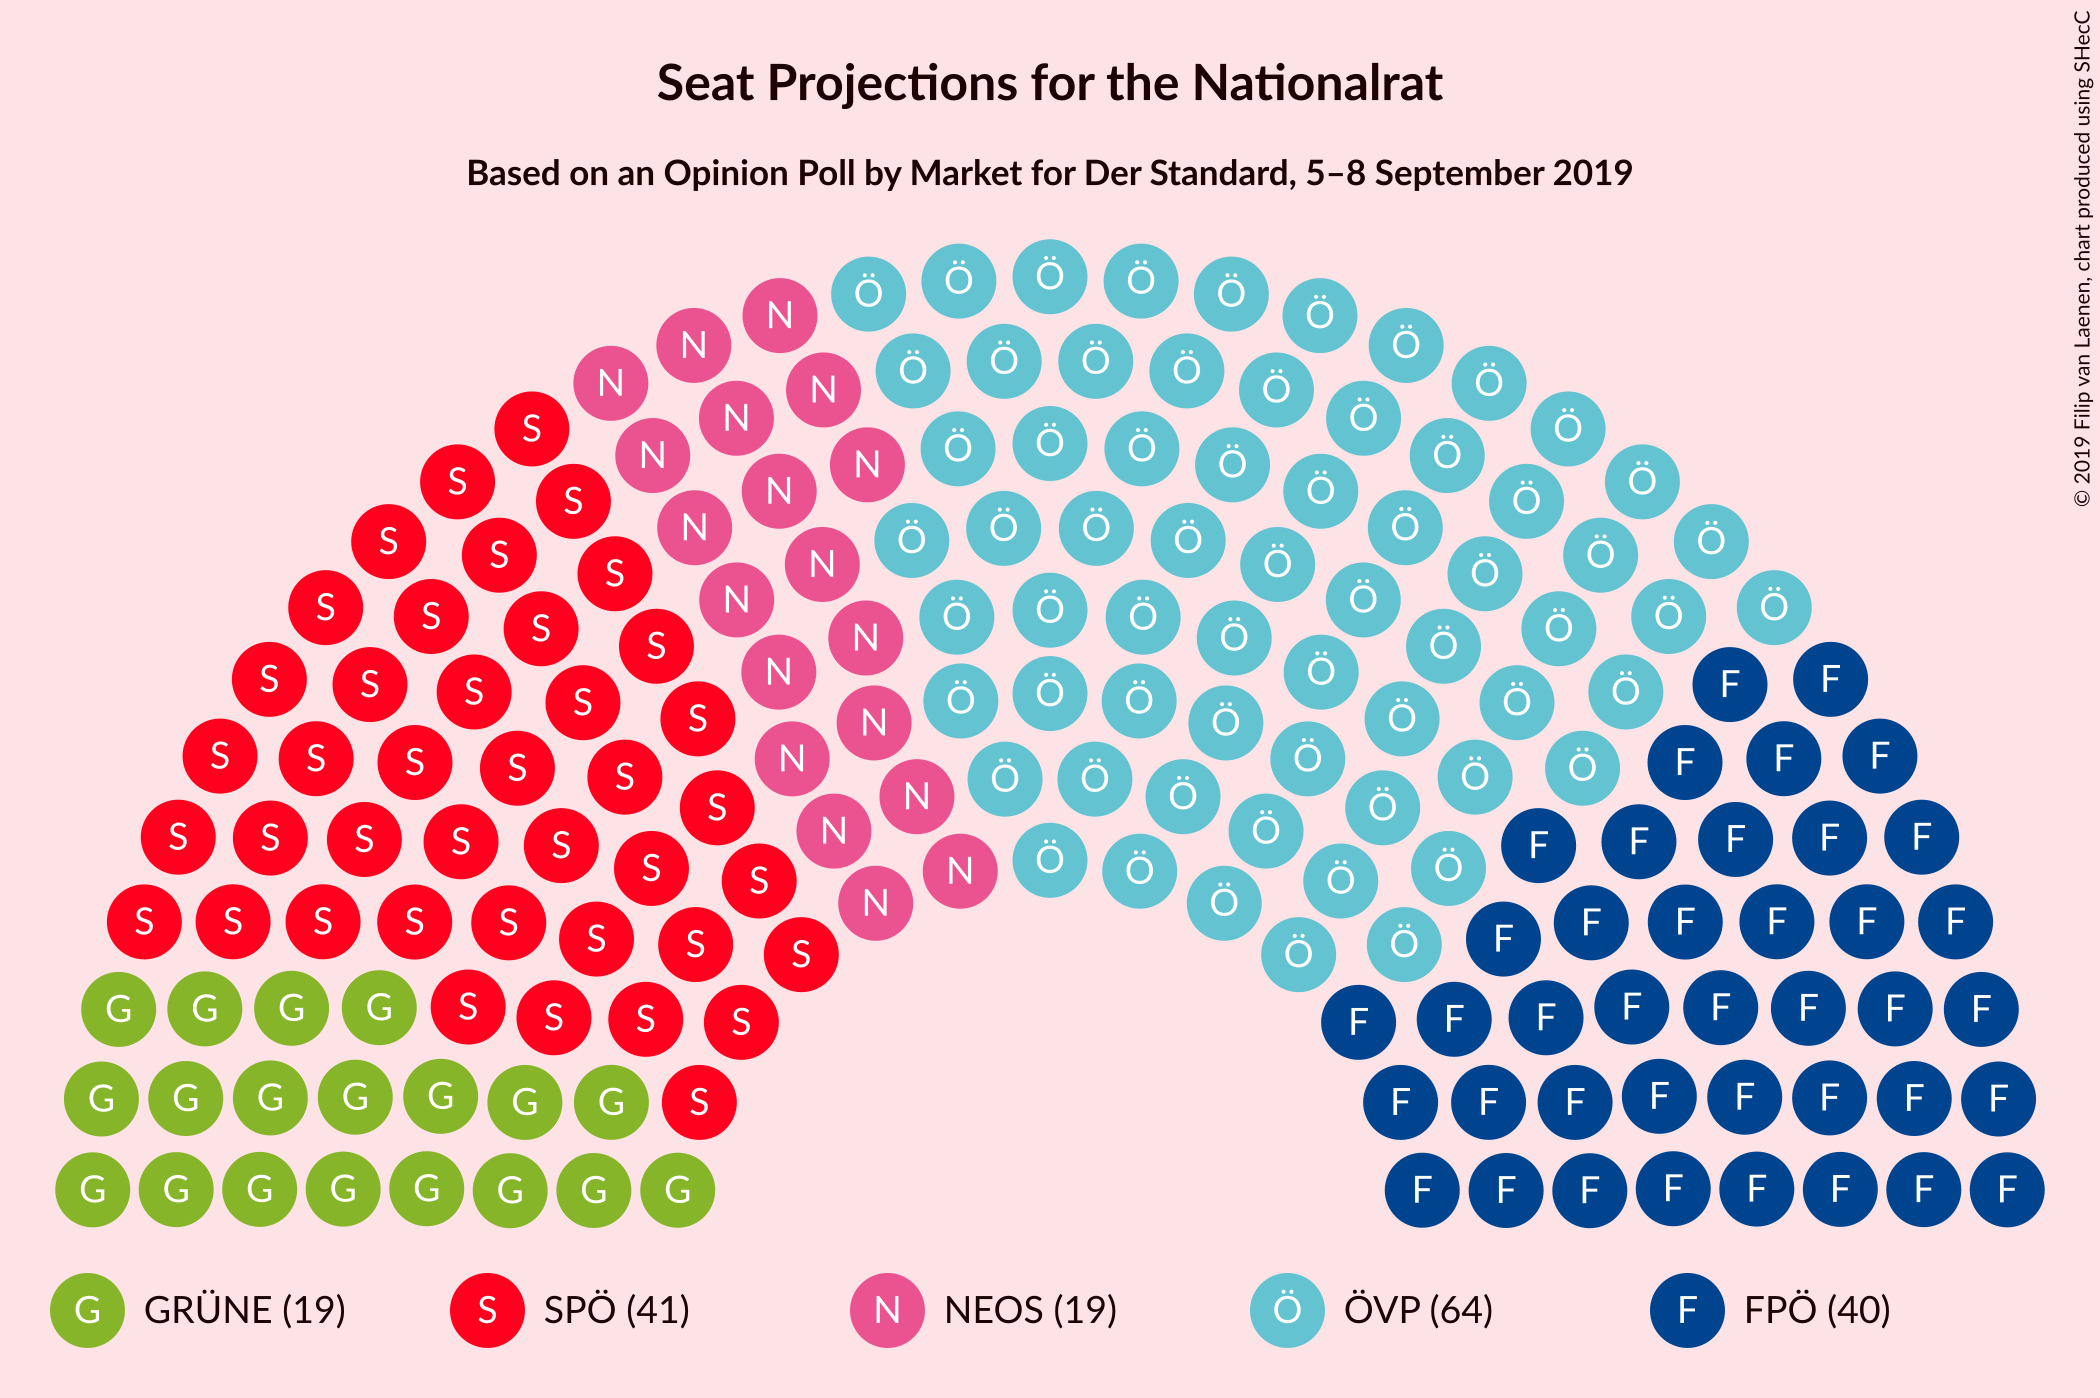 Seat Projections for the Nationalrat
Based on an Opinion Poll by Market for Der Standard, 5–8 September 2019
© 2019 Filip van Laenen, chart produced using SHecC
Ö Ö Ö Ö Ö
N N Ö Ö
N N Ö Ö Ö Ö Ö Ö Ö
S N N Ö Ö Ö Ö Ö
S S N N N Ö Ö Ö Ö Ö Ö
S S S N N Ö Ö Ö Ö Ö Ö Ö Ö Ö
S S S S N N Ö Ö Ö Ö Ö Ö Ö Ö Ö
S S S S S N N Ö Ö Ö Ö Ö Ö Ö Ö Ö F F
S S S S S N N Ö Ö Ö Ö Ö Ö F F F
S S S S S S N N Ö Ö Ö Ö Ö F F F F F
S S S S S S S S N N Ö Ö Ö Ö Ö F F F F F F
G G G G S S S S S Ö Ö F F F F F F F F
G G G G G G G S F F F F F F F F
G G G G G G G G F F F F F F F F
G GRÜNE (19) S SPÖ (41) N NEOS (19) Ö ÖVP (64) F FPÖ (40)